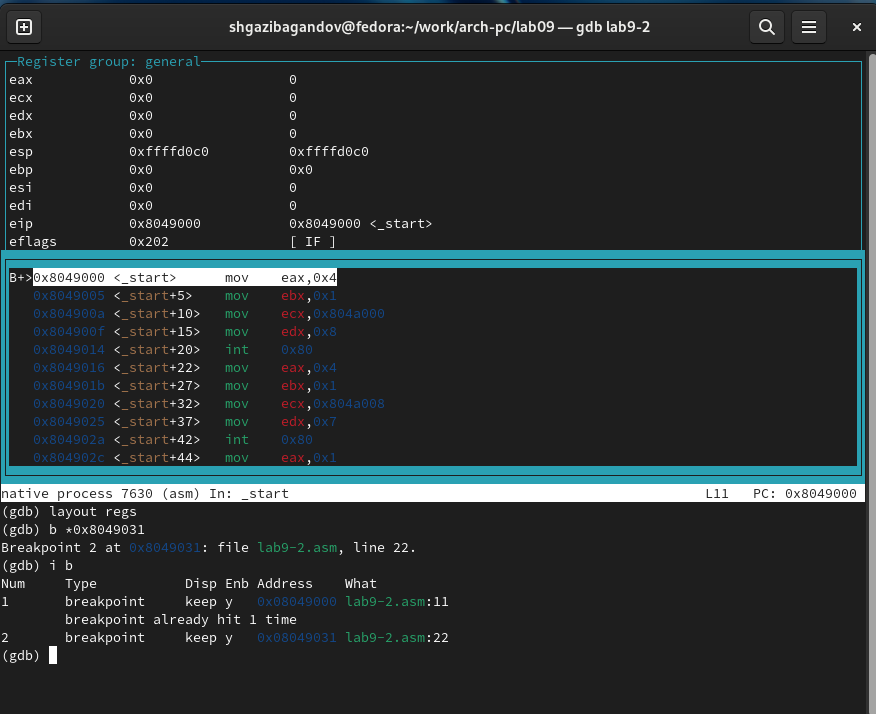 shgazibagandov@fedora:~/work/arch-pc/lab09 — gdb lab9-2
Register group: general
eax 0x0 0
ecx 0x0 0
edx 0x0 0
ebx 0x0 0
esp 0xffffd0c0 0xffffd0c0
ebp 0x0 0x0
esi 0x0 0
edi 0x0 0
eip 0x8049000 0x8049000 <_start>
eflags 0x202 [ IF ]
B+>0x8049000 <_start> mov eax,0x4
0x8049005 <_start+5> mov ebx,0x1
0x804900a <_start+10> mov ecx,0x804a000
0x804900f <_start+15> mov edx,0x8
0x8049014 <_start+20> int 0x80
0x8049016 <_start+22> mov eax,0x4
0x804901b <_start+27> mov ebx,0x1
0x8049020 <_start+32> mov ecx,0x804a008
0x8049025 <_start+37> mov edx,0x7
0x804902a <_start+42> int 0x80
0x804902c <_start+44> mov eax,0x1
native process 7630 (asm) In: _start L11 PC: 0x8049000
(gdb) layout regs
(gdb) b *0x8049031
Breakpoint 2 at 0x8049031: file lab9-2.asm, line 22.
(gdb) i b
Num Type Disp Enb Address What
1 breakpoint keep y 0x08049000 lab9-2.asm:11
breakpoint already hit 1 time
2 breakpoint keep y 0x08049031 lab9-2.asm:22
(gdb)